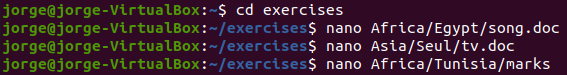 jorge@jorge-VirtualBox:~$ cd exercises
jorge@jorge-VirtualBox:~/exercises$ nano Africa/Egypt/song.doc
jorge@jorge-VirtualBox:~/exercises$ nano Asia/Seul/tv.doc
jorge@jorge-VirtualBox:~/exercises$ nano Africa/Tunisia/marks